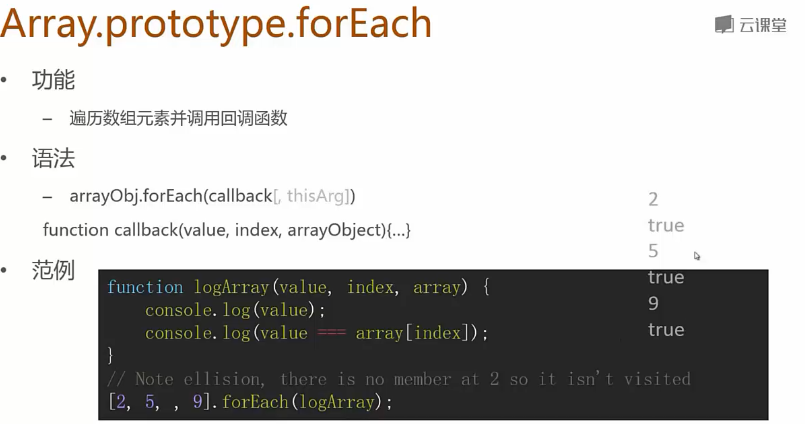 Array.prototype.forEach
云课堂
• 功能
– 遍历数组元素并调用回调函数
• 语法
– arrayObj.forEach(callback[, thisArg])
function callback(value, index, arrayObject){...}
• 范例
function logArray(value, index, array) {
console.log(value);
console.log(value === array[index]);
}
// Note ellision, there is no member at 2 so it isn't visited
[2, 5, , 9].forEach(logArray);
2
true
5
true
9
true